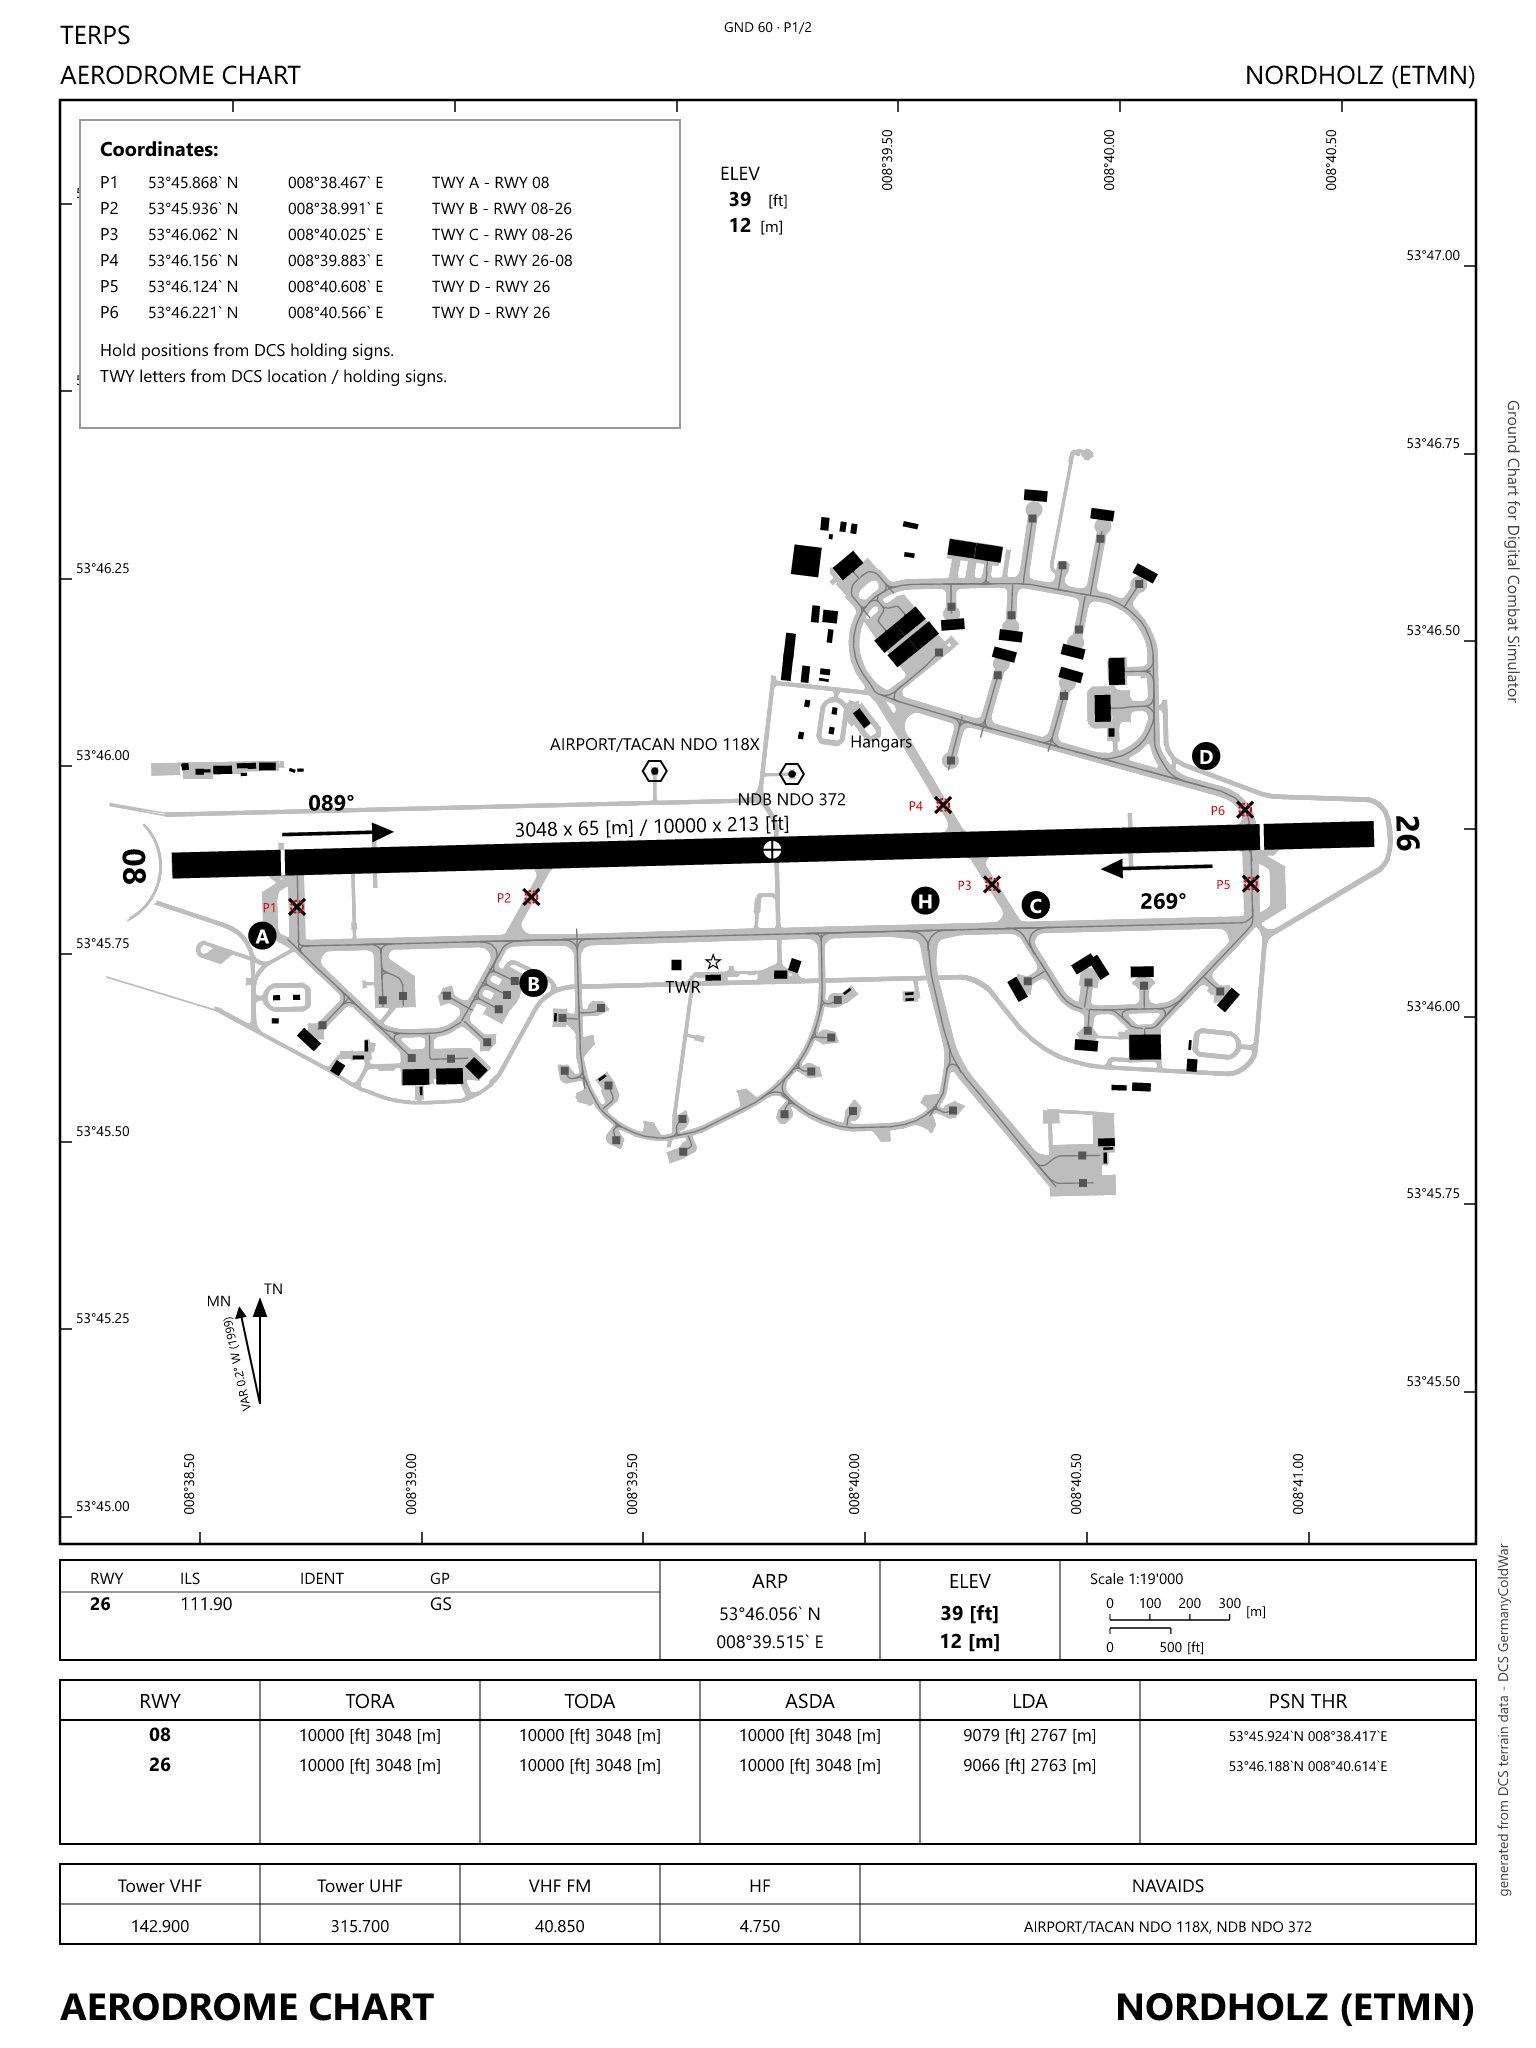 GND 60 · P1/2
TERPS
AERODROME CHART
NORDHOLZ (ETMN)
Coordinates:
P1 53°45.868` N 008°38.467` E TWY A - RWY 08
P2 53°45.936` N 008°38.991` E TWY B - RWY 08-26
P3 53°46.062` N 008°40.025` E TWY C - RWY 08-26
P4 53°46.156` N 008°39.883` E TWY C - RWY 26-08
P5 53°46.124` N 008°40.608` E TWY D - RWY 26
P6 53°46.221` N 008°40.566` E TWY D - RWY 26
Hold positions from DCS holding signs.
TWY letters from DCS location / holding signs.
ELEV
39 [ft]
12 [m]
008°39.50
008°40.00
008°40.50
53°47.00
53°46.75
53°46.50
53°46.25
53°46.00
AIRPORT/TACAN NDO 118X
Hangars
D
NDB NDO 372
089°
3048 x 65 [m] / 10000 x 213 [ft]
P4
P6
08
26
P1
P2
P3
P5
H
C
269°
A
53°45.75
B
TWR
53°46.00
53°45.50
53°45.75
53°45.25
53°45.50
53°45.00
TN
MN
VAR 0.2° W (1999)
008°38.50
008°39.00
008°39.50
008°40.00
008°40.50
008°41.00
Ground Chart for Digital Combat Simulator
generated from DCS terrain data - DCS GermanyColdWar
RWY ILS IDENT GP
26 111.90 GS
ARP
53°46.056` N
008°39.515` E
ELEV
39 [ft]
12 [m]
Scale 1:19'000
0 100 200 300 [m]
0 500 [ft]
RWY TORA TODA ASDA LDA PSN THR
08 10000 [ft] 3048 [m] 10000 [ft] 3048 [m] 10000 [ft] 3048 [m] 9079 [ft] 2767 [m] 53°45.924`N 008°38.417`E
26 10000 [ft] 3048 [m] 10000 [ft] 3048 [m] 10000 [ft] 3048 [m] 9066 [ft] 2763 [m] 53°46.188`N 008°40.614`E
Tower VHF Tower UHF VHF FM HF NAVAIDS
142.900 315.700 40.850 4.750 AIRPORT/TACAN NDO 118X, NDB NDO 372
AERODROME CHART
NORDHOLZ (ETMN)